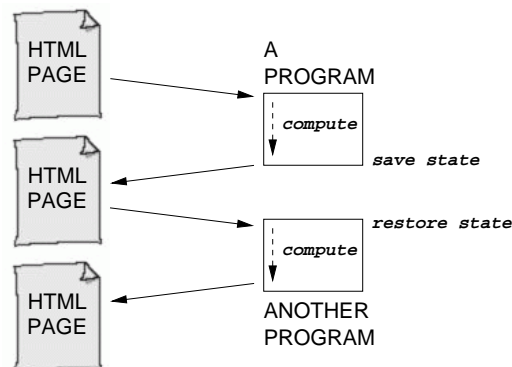 HTML
PAGE
A
PROGRAM
compute
save state
HTML
PAGE
restore state
compute
HTML
PAGE
ANOTHER
PROGRAM